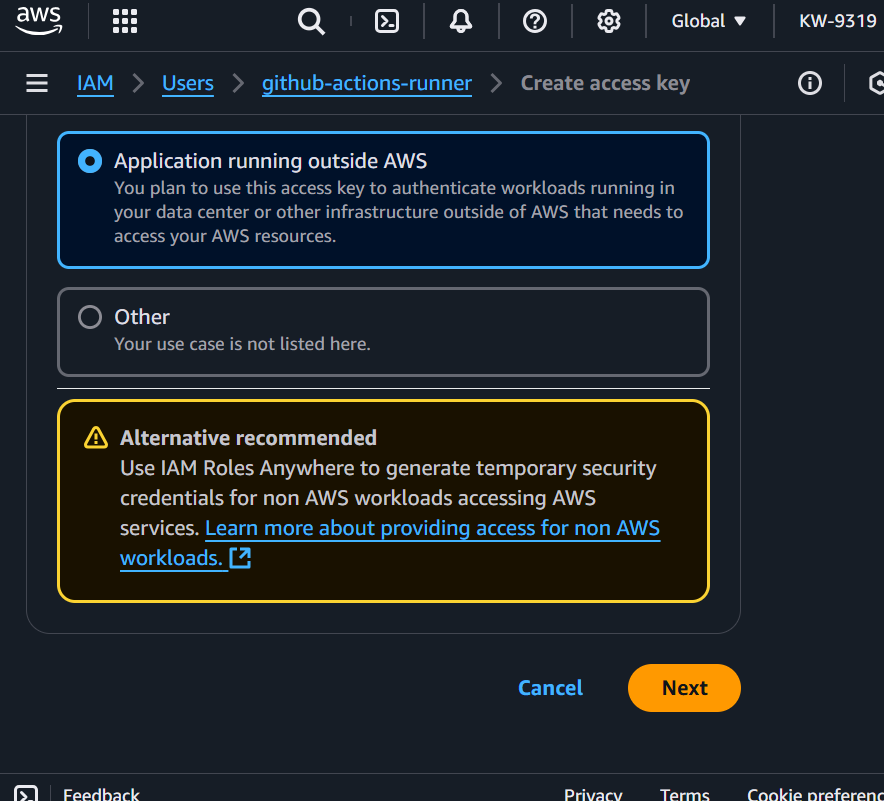 aws
Global
KW-9319
IAM > Users > github-actions-runner > Create access key
Application running outside AWS
You plan to use this access key to authenticate workloads running in
your data center or other infrastructure outside of AWS that needs to
access your AWS resources.
Other
Your use case is not listed here.
Alternative recommended
Use IAM Roles Anywhere to generate temporary security
credentials for non AWS workloads accessing AWS
services. Learn more about providing access for non AWS
workloads.
Cancel
Next
Feedback
Privacy
Terms
Cookie preferenc